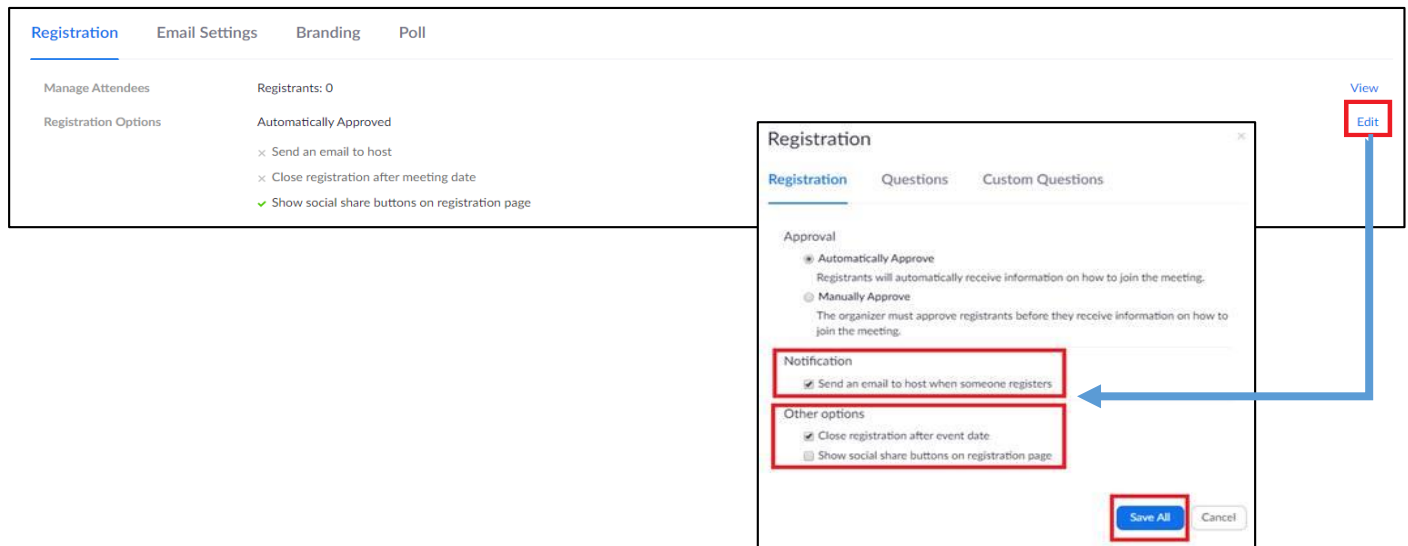 Registration Email Settings Branding Poll
Manage Attendees Registrants: 0 View
Registration Options Automatically Approved Edit
× Send an email to host
× Close registration after meeting date
✓ Show social share buttons on registration page
Registration ×
Registration Questions Custom Questions
Approval
Automatically Approve
Registrants will automatically receive information on how to join the meeting.
Manually Approve
The organizer must approve registrants before they receive information on how to
join the meeting.
Notification
Send an email to host when someone registers
Other options
Close registration after event date
Show social share buttons on registration page
Save All Cancel